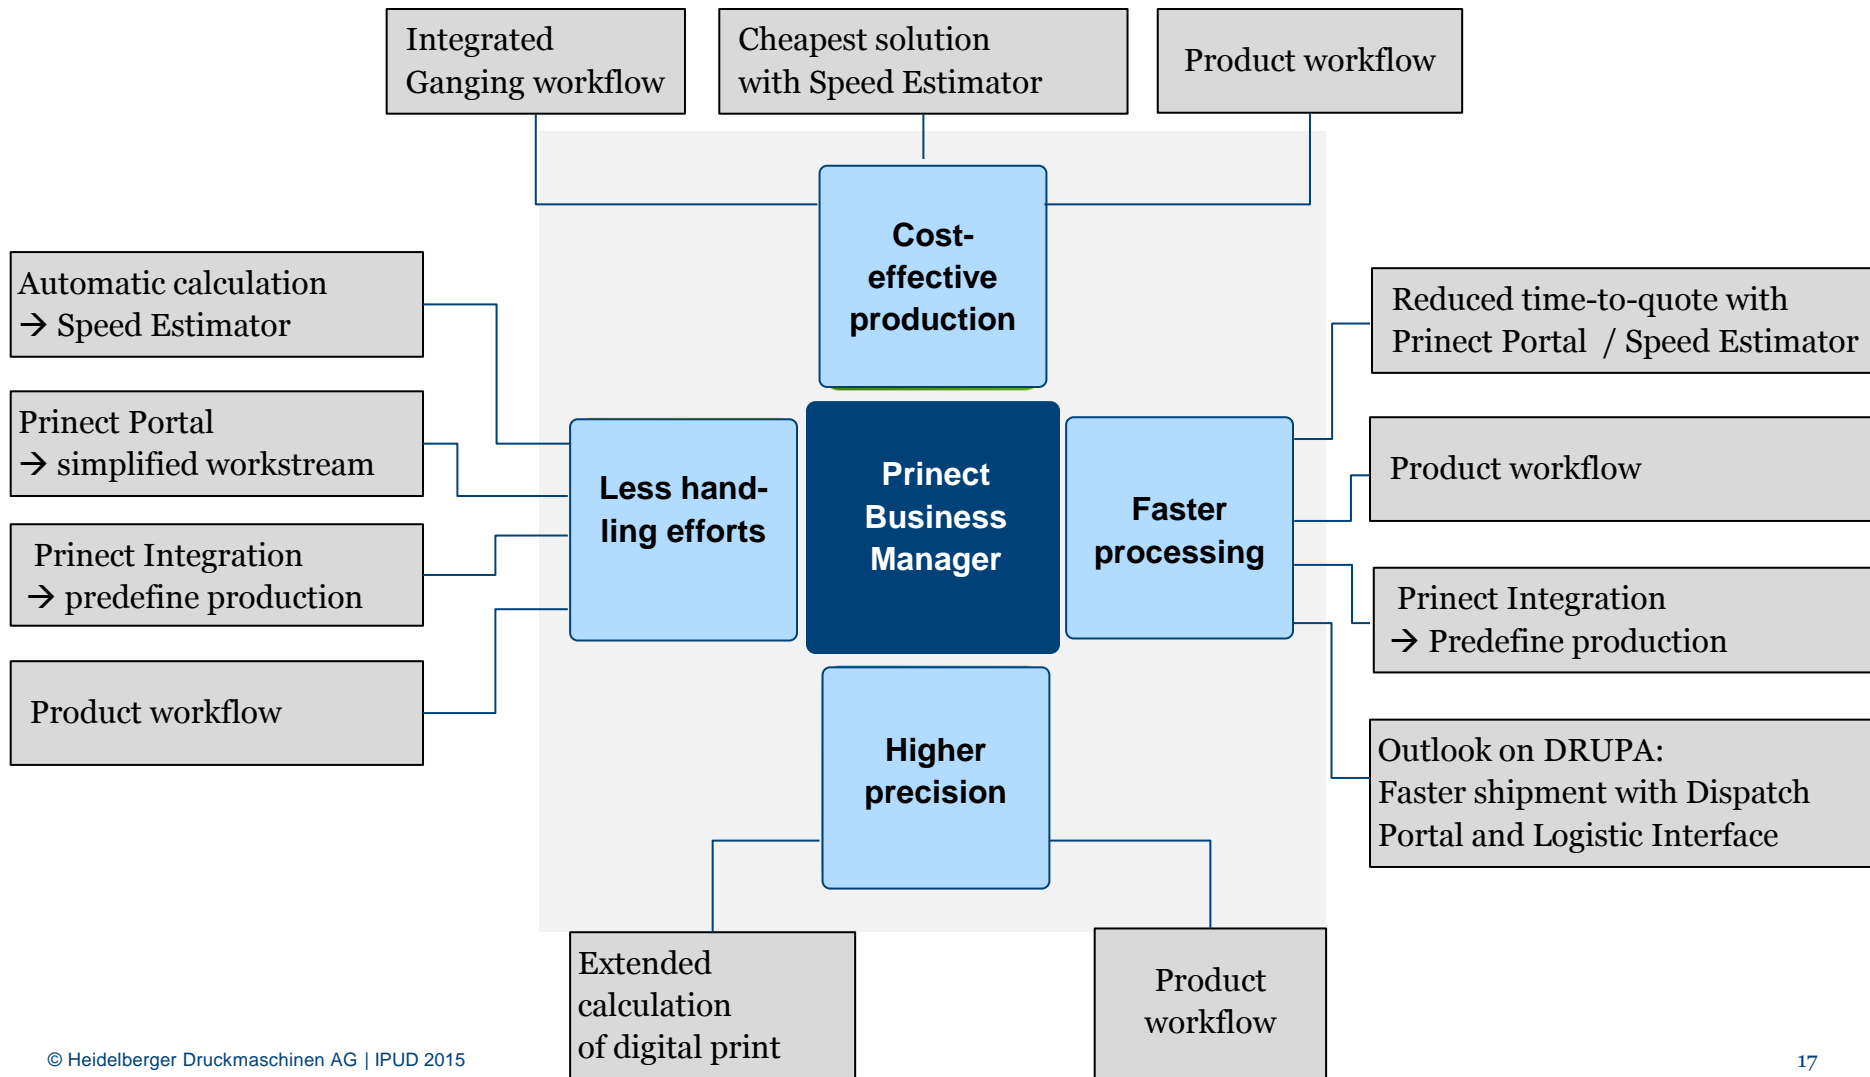 Integrated
Ganging workflow
Cheapest solution
with Speed Estimator
Product workflow
Cost-
effective
production
Automatic calculation
→ Speed Estimator
Prinect Portal
→ simplified workstream
Prinect Integration
→ predefine production
Product workflow
Less hand-
ling efforts
Prinect
Business
Manager
Faster
processing
Reduced time-to-quote with
Prinect Portal / Speed Estimator
Product workflow
Prinect Integration
→ Predefine production
Outlook on DRUPA:
Faster shipment with Dispatch
Portal and Logistic Interface
Higher
precision
Extended
calculation
of digital print
Product
workflow
© Heidelberger Druckmaschinen AG | IPUD 2015
17